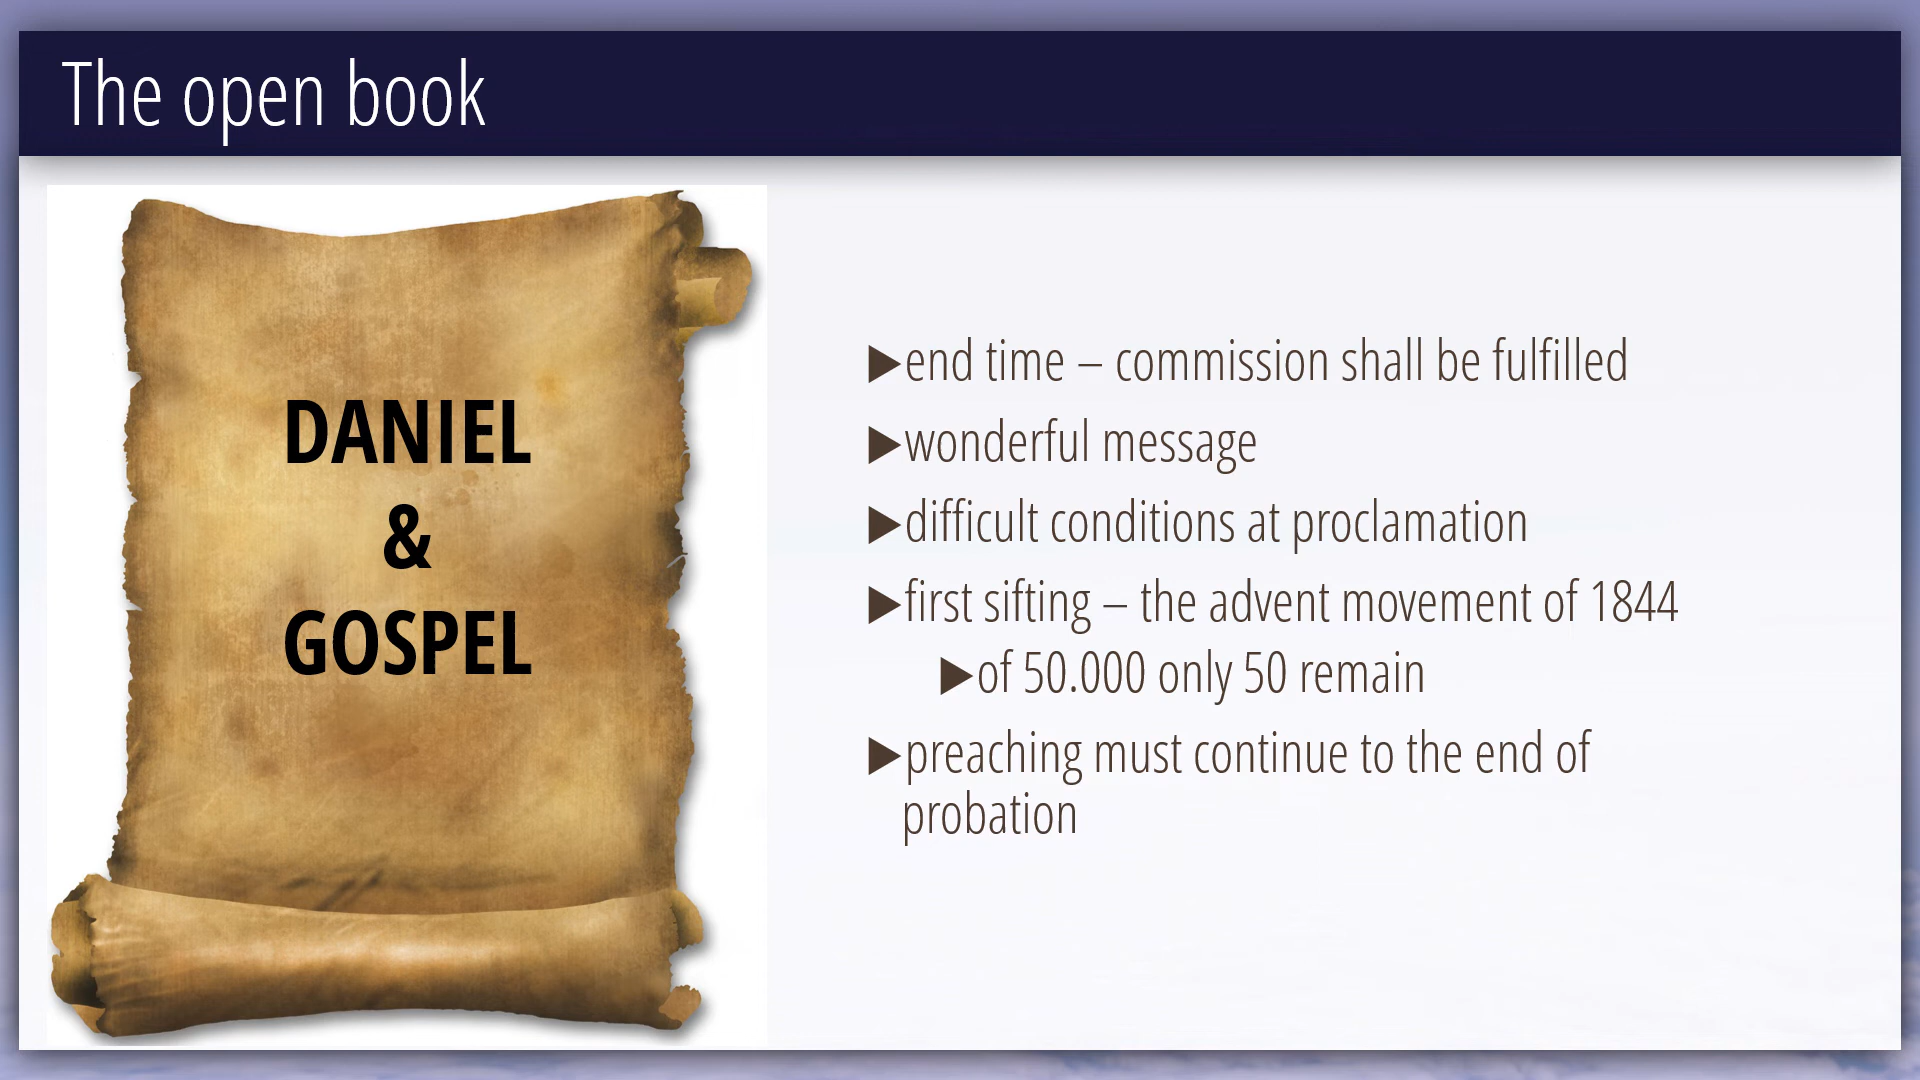 The open book
DANIEL
&
GOSPEL
▶end time – commission shall be fulfilled
▶wonderful message
▶difficult conditions at proclamation
▶first sifting – the advent movement of 1844
▶of 50.000 only 50 remain
▶preaching must continue to the end of
probation